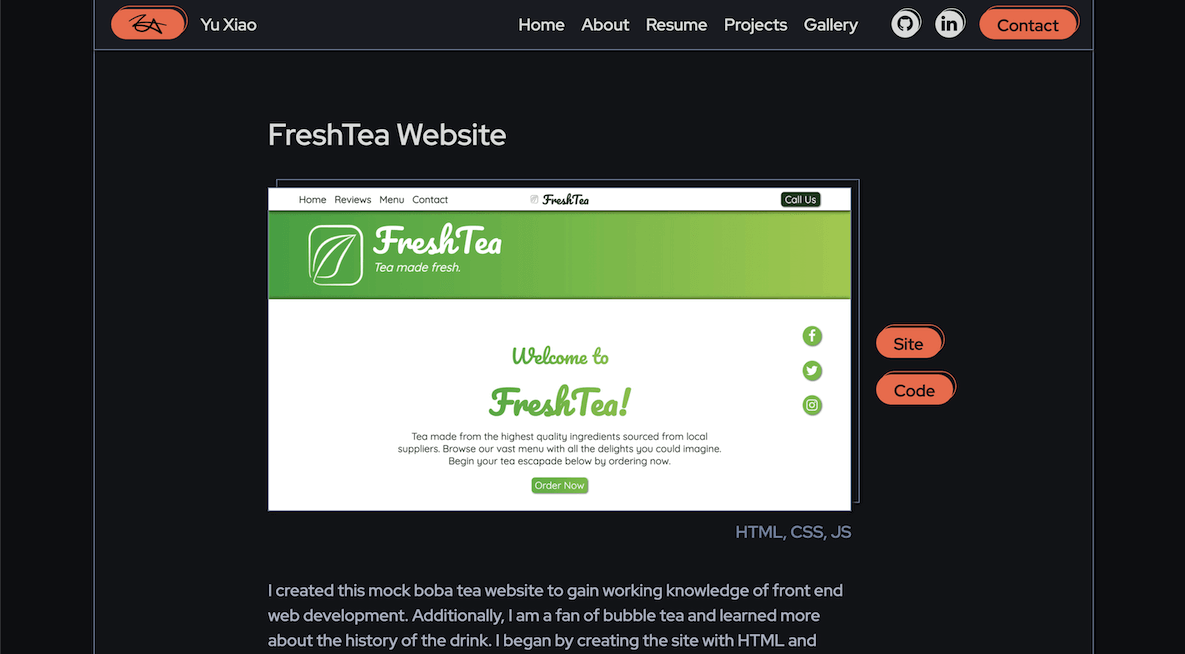 Yu Xiao
Home About Resume Projects Gallery
Contact
FreshTea Website
Home Reviews Menu Contact
FreshTea
Call Us
FreshTea
Tea made fresh.
Welcome to
FreshTea!
Tea made from the highest quality ingredients sourced from local
suppliers. Browse our vast menu with all the delights you could imagine.
Begin your tea escapade below by ordering now.
Order Now
Site
Code
HTML, CSS, JS
I created this mock boba tea website to gain working knowledge of front end
web development. Additionally, I am a fan of bubble tea and learned more
about the history of the drink. I began by creating the site with HTML and